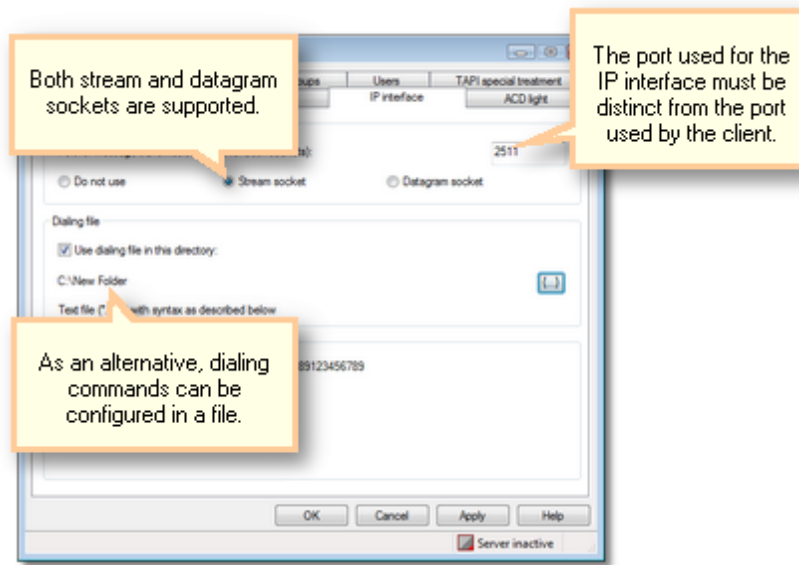 Both stream and datagram
sockets are supported.
The port used for the
IP interface must be
distinct from the port
used by the client.
Users
TAPI special treatment
IP interface
ACD light
2511
Do not use
Stream socket
Datagram socket
Dialing file
Use dialing file in this directory:
C:\New Folder
Text file (*. with syntax as described below
As an alternative, dialing
commands can be
configured in a file.
89123456789
OK
Cancel
Apply
Help
Server inactive